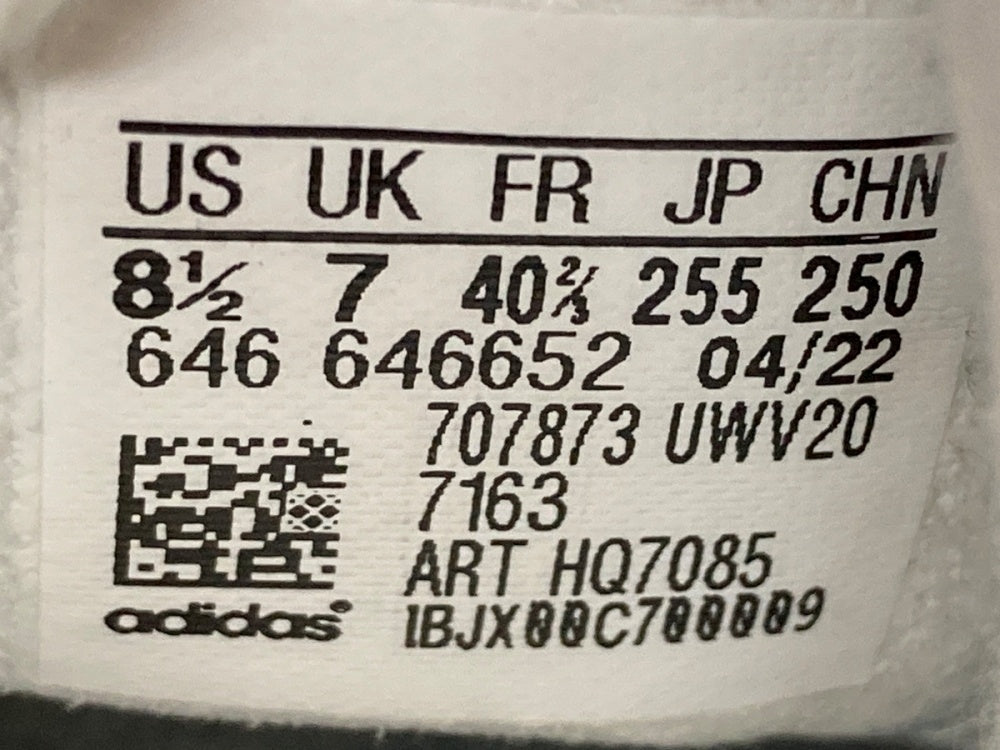 US UK FR JP CHN
8½ 7 40⅔ 255 250
646 646652 04/22
707873 UWV20
7163
ART HQ7085
adidas® 1BJX00C700009